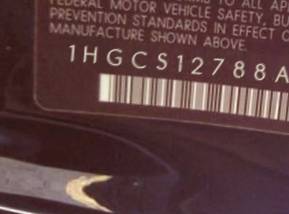 FEDERAL MOTOR VEHICLE SAFETY, BU
PREVENTION STANDARDS IN EFFECT O
MANUFACTURE SHOWN ABOVE.
1HGCS12788A